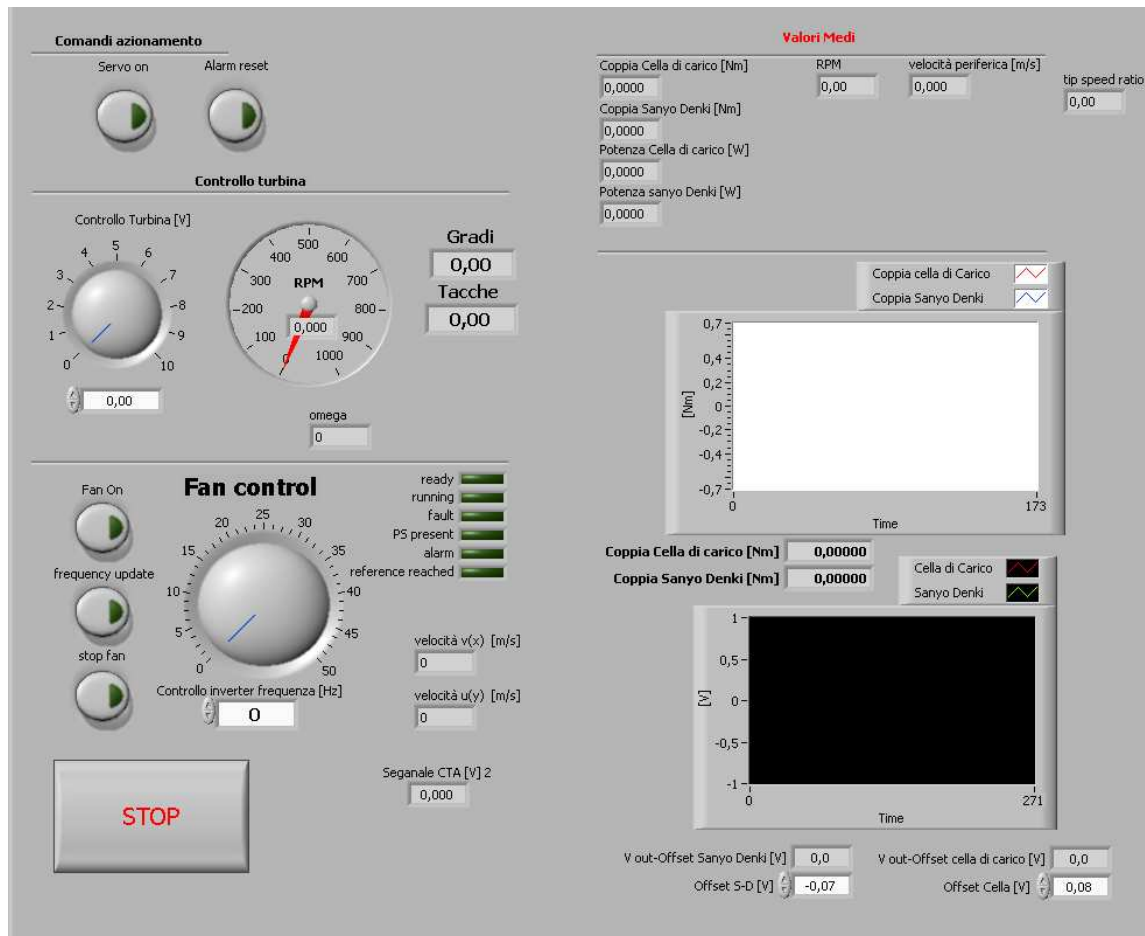 Comandi azionamento
Servo on
Alarm reset
Controllo turbina
Controllo Turbina [V]
0 1 2 3 4 5 6 7 8 9 10
0,00
0 100 200 300 400 500 600 700 800 900 1000
RPM
0,000
Gradi
0,00
Tacche
0,00
omega
0
Fan control
Fan On
frequency update
stop fan
0 5 10 15 20 25 30 35 40 45 50
Controllo inverter frequenza [Hz]
0
ready
running
fault
PS present
alarm
reference reached
velocità v(x) [m/s]
0
velocità u(y) [m/s]
0
Seganale CTA [V] 2
0,000
STOP
Valori Medi
Coppia Cella di carico [Nm]
0,0000
RPM
0,00
velocità periferica [m/s]
0,000
tip speed ratio
0,00
Coppia Sanyo Denki [Nm]
0,0000
Potenza Cella di carico [W]
0,0000
Potenza sanyo Denki [W]
0,0000
Coppia cella di Carico
Coppia Sanyo Denki
[Nm]
0,7
0,4
0,2
0
-0,2
-0,4
-0,7
0 173
Time
Coppia Cella di carico [Nm] 0,00000
Coppia Sanyo Denki [Nm] 0,00000
Cella di Carico
Sanyo Denki
[V]
1
0,5
0
-0,5
-1
0 271
Time
V out-Offset Sanyo Denki [V] 0,0
V out-Offset cella di carico [V] 0,0
Offset S-D [V] -0,07
Offset Cella [V] 0,08